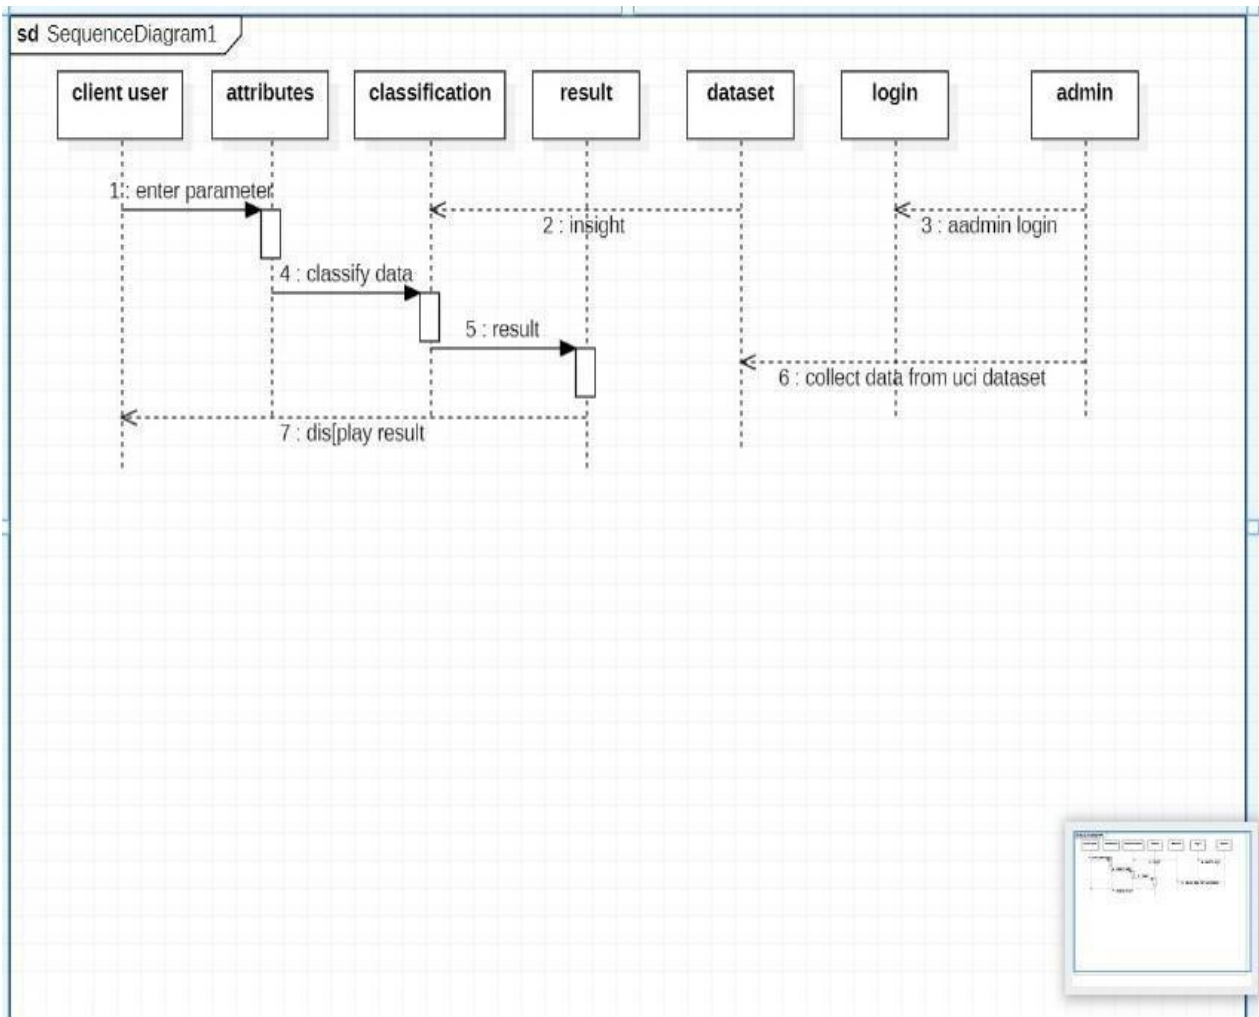 sd SequenceDiagram1
client user
attributes
classification
result
dataset
login
admin
1 : enter parameter
2 : insight
3 : aadmin login
4 : classify data
5 : result
6 : collect data from uci dataset
7 : dis[play result